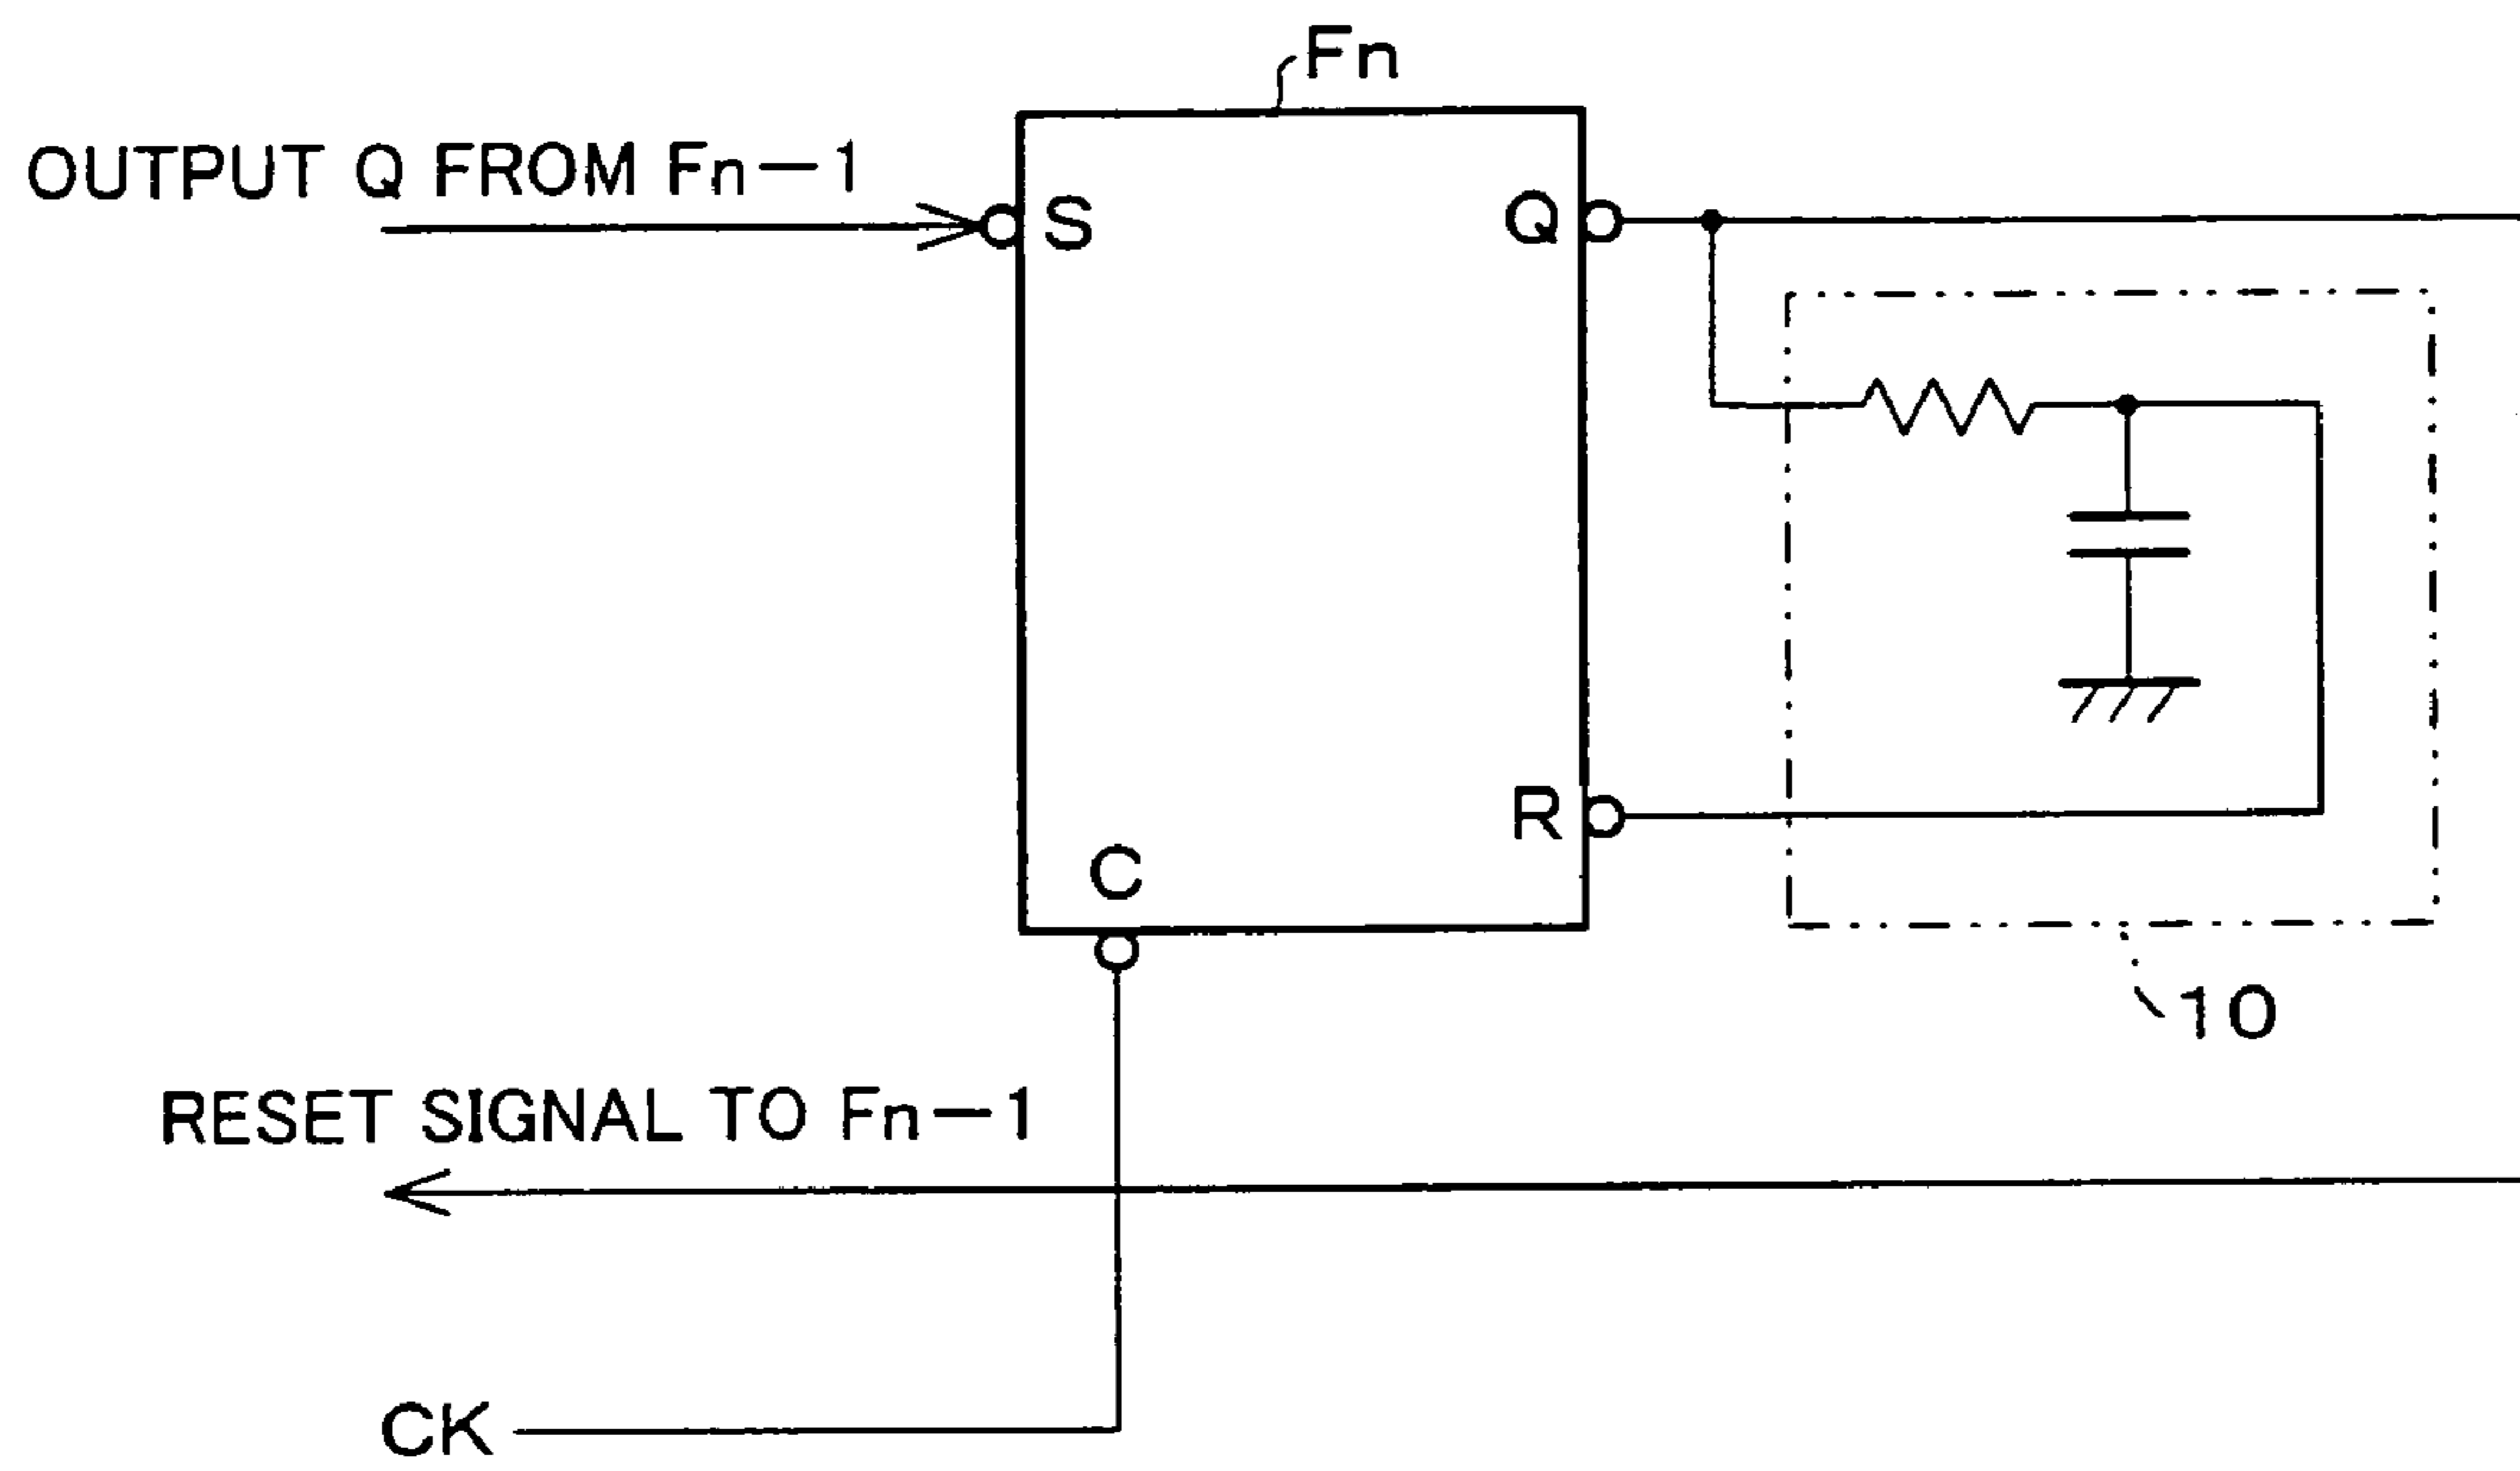 Fn
OUTPUT Q FROM Fn−1
S
Q
R
C
10
RESET SIGNAL TO Fn−1
CK